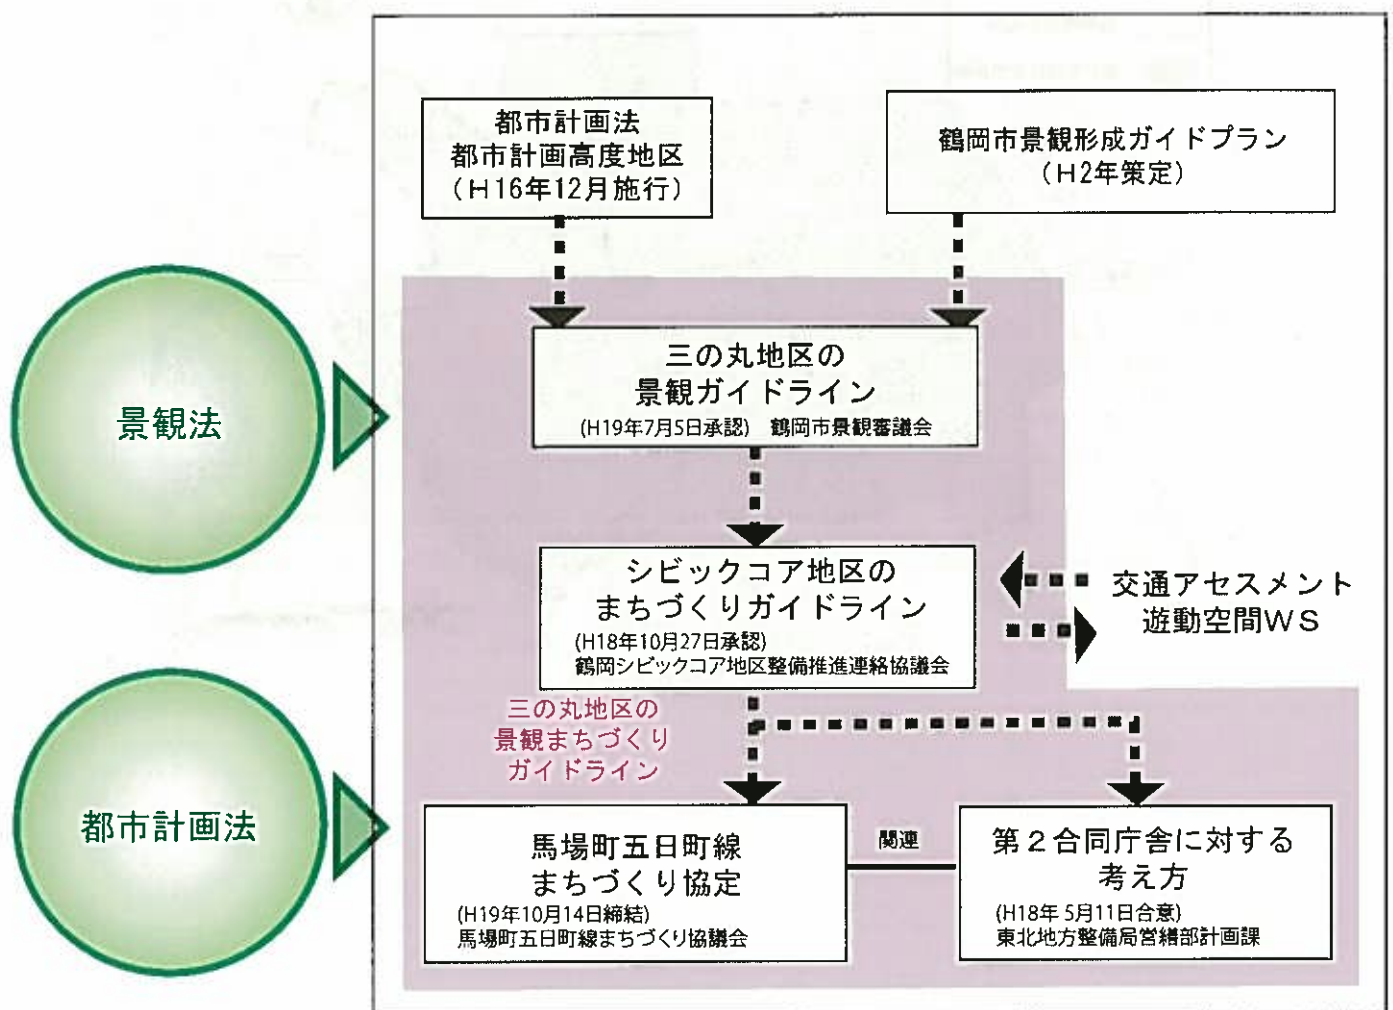 都市計画法
都市計画高度地区
（H16年12月施行）
鶴岡市景観形成ガイドプラン
（H2年策定）
景観法
三の丸地区の
景観ガイドライン
(H19年7月5日承認)　鶴岡市景観審議会
シビックコア地区の
まちづくりガイドライン
(H18年10月27日承認)
鶴岡シビックコア地区整備推進連絡協議会
交通アセスメント
遊動空間WS
三の丸地区の
景観まちづくり
ガイドライン
都市計画法
馬場町五日町線
まちづくり協定
(H19年10月14日締結)
馬場町五日町線まちづくり協議会
関連
第２合同庁舎に対する
考え方
(H18年5月11日合意)
東北地方整備局営繕部計画課